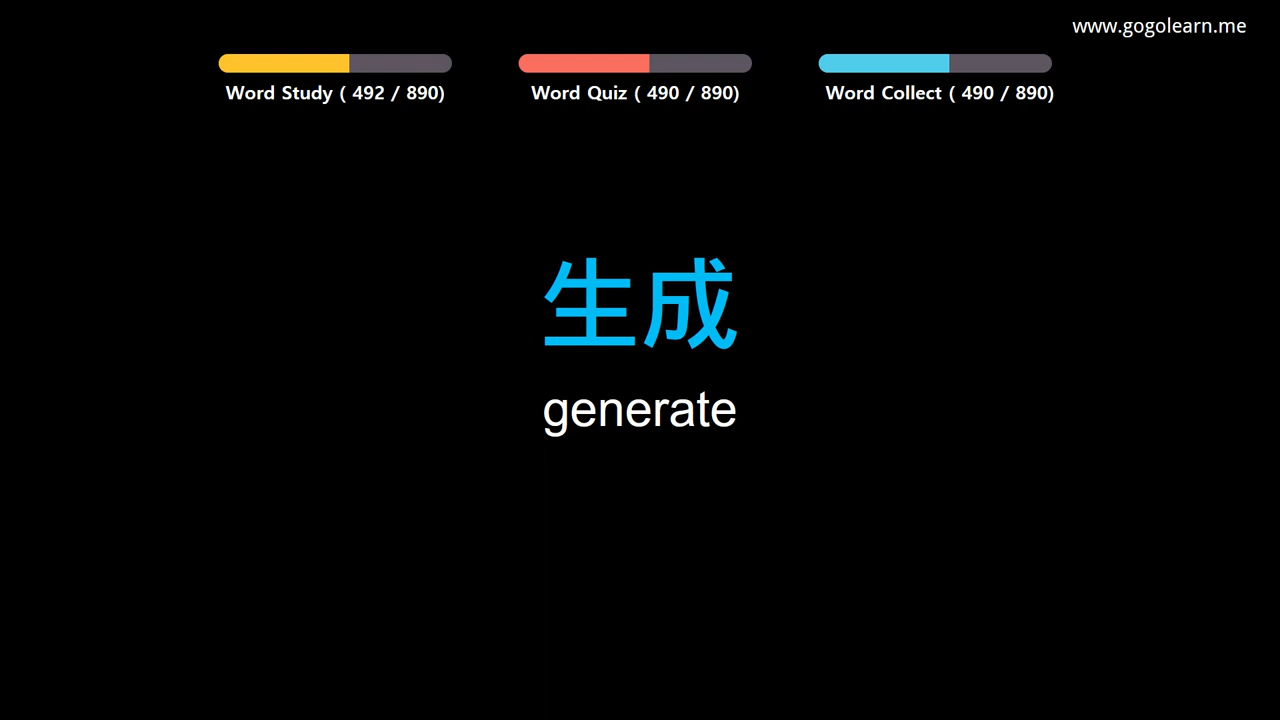 www.gogolearn.me
Word Study ( 492 / 890)
Word Quiz ( 490 / 890)
Word Collect ( 490 / 890)
生成
generate